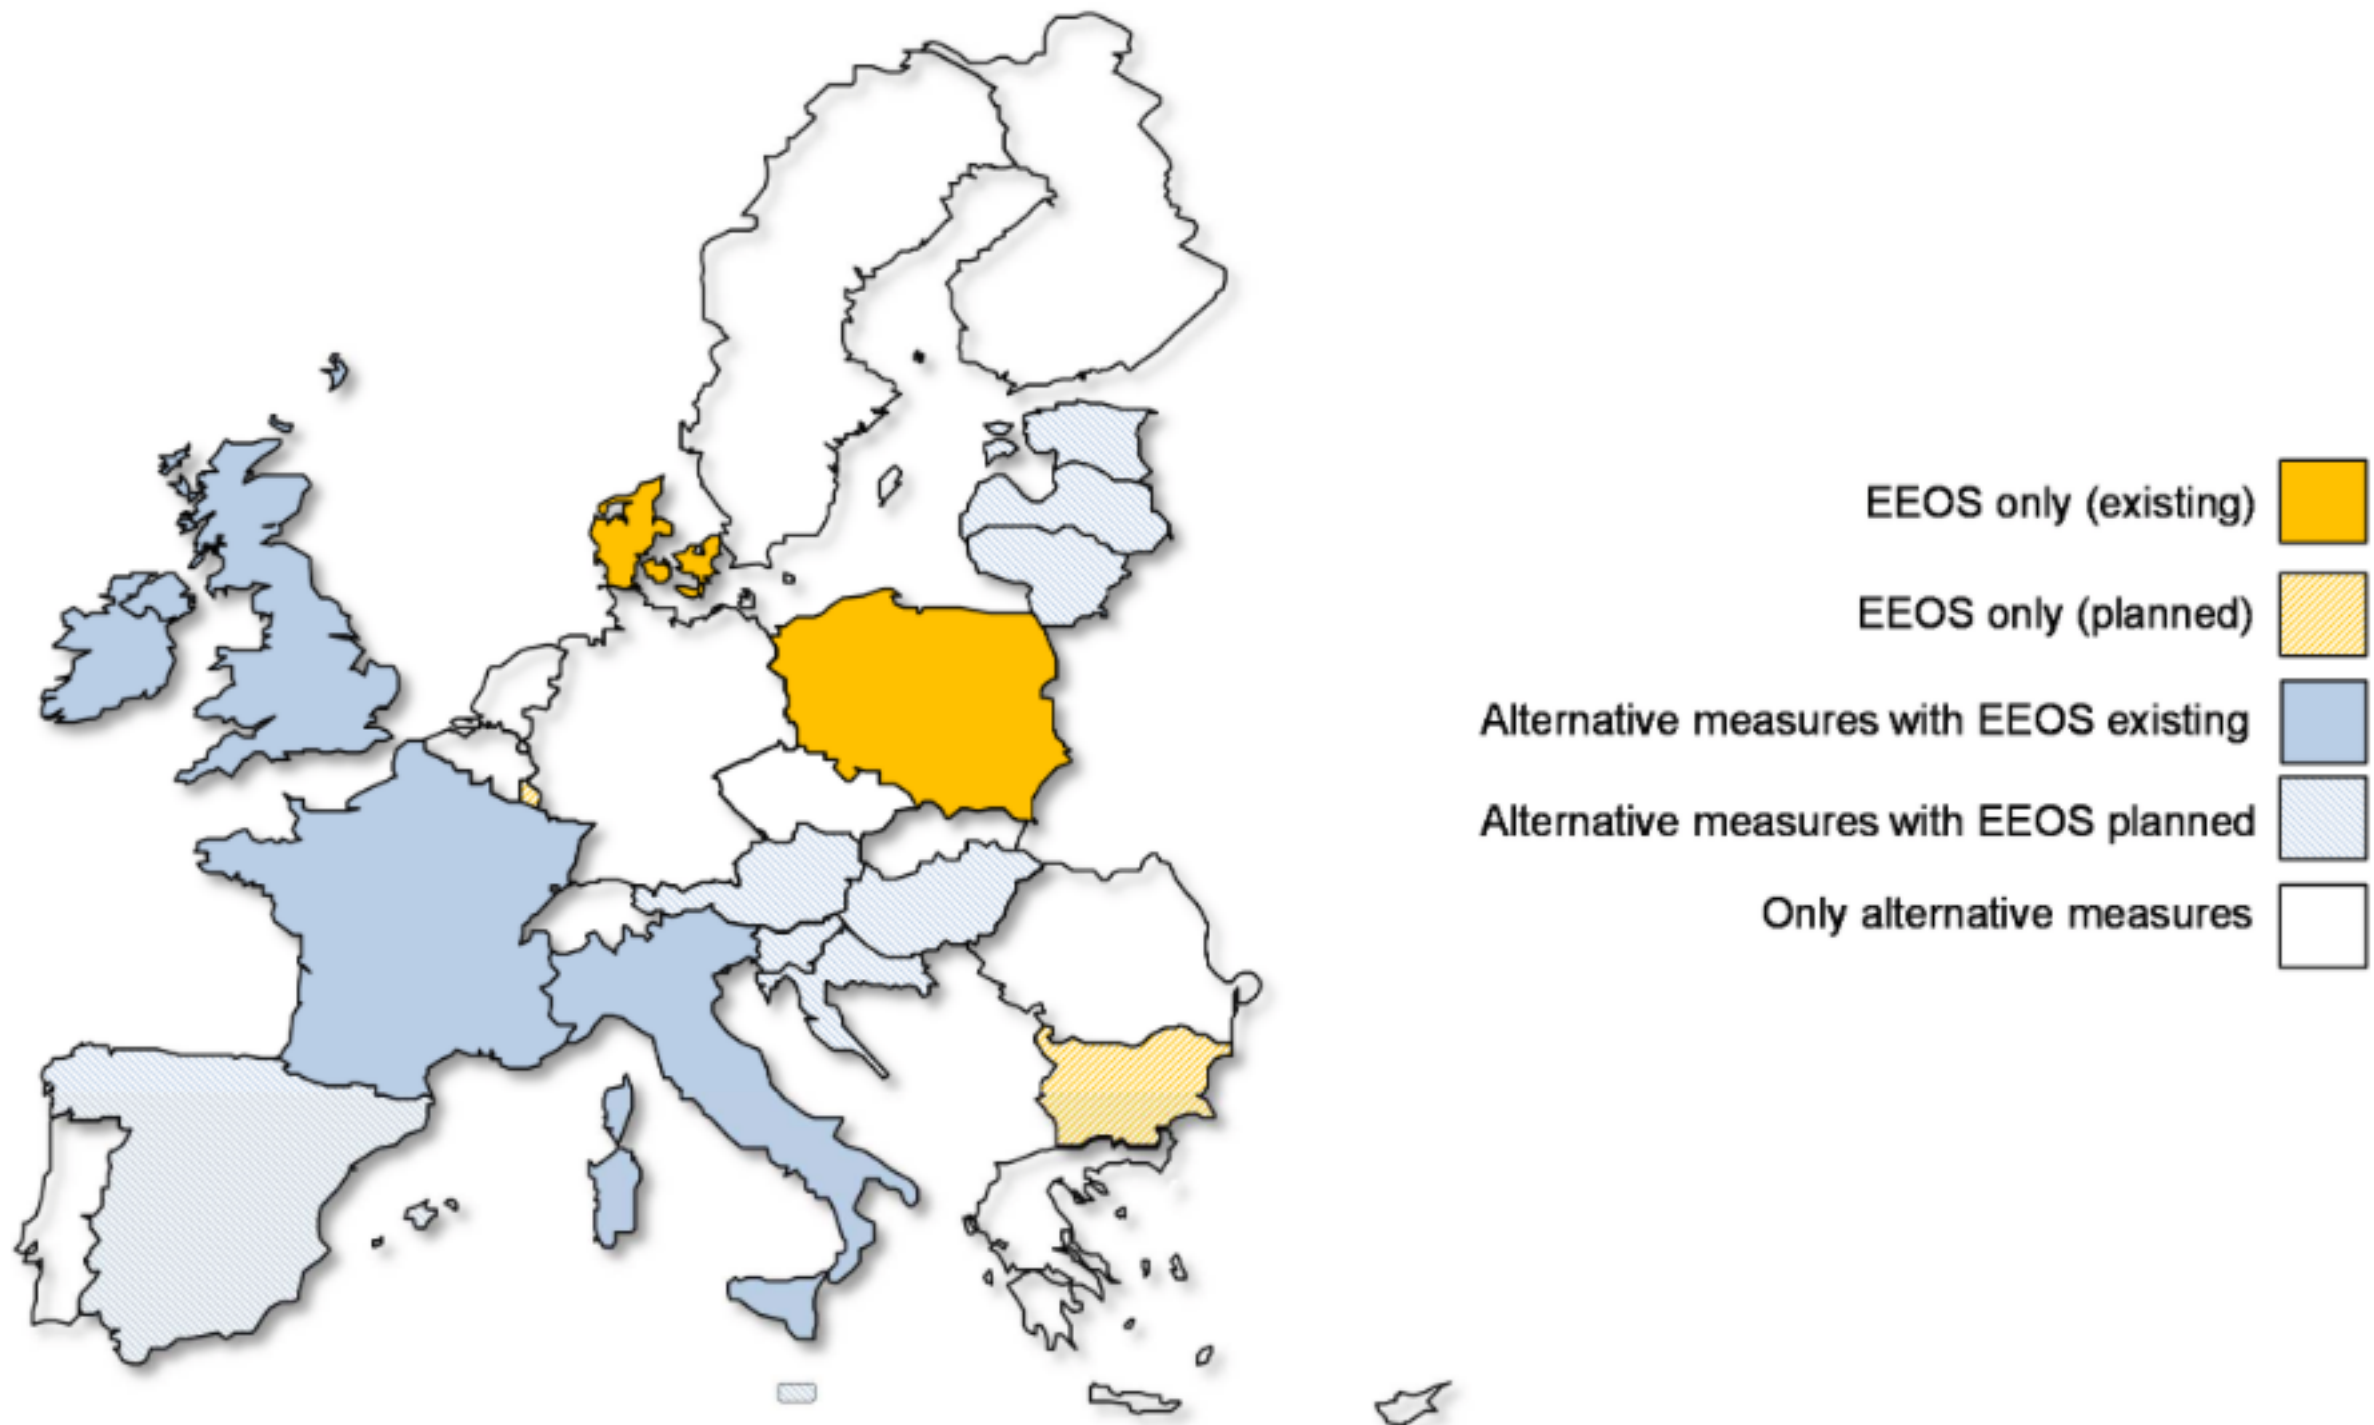 EEOS only (existing)
EEOS only (planned)
Alternative measures with EEOS existing
Alternative measures with EEOS planned
Only alternative measures